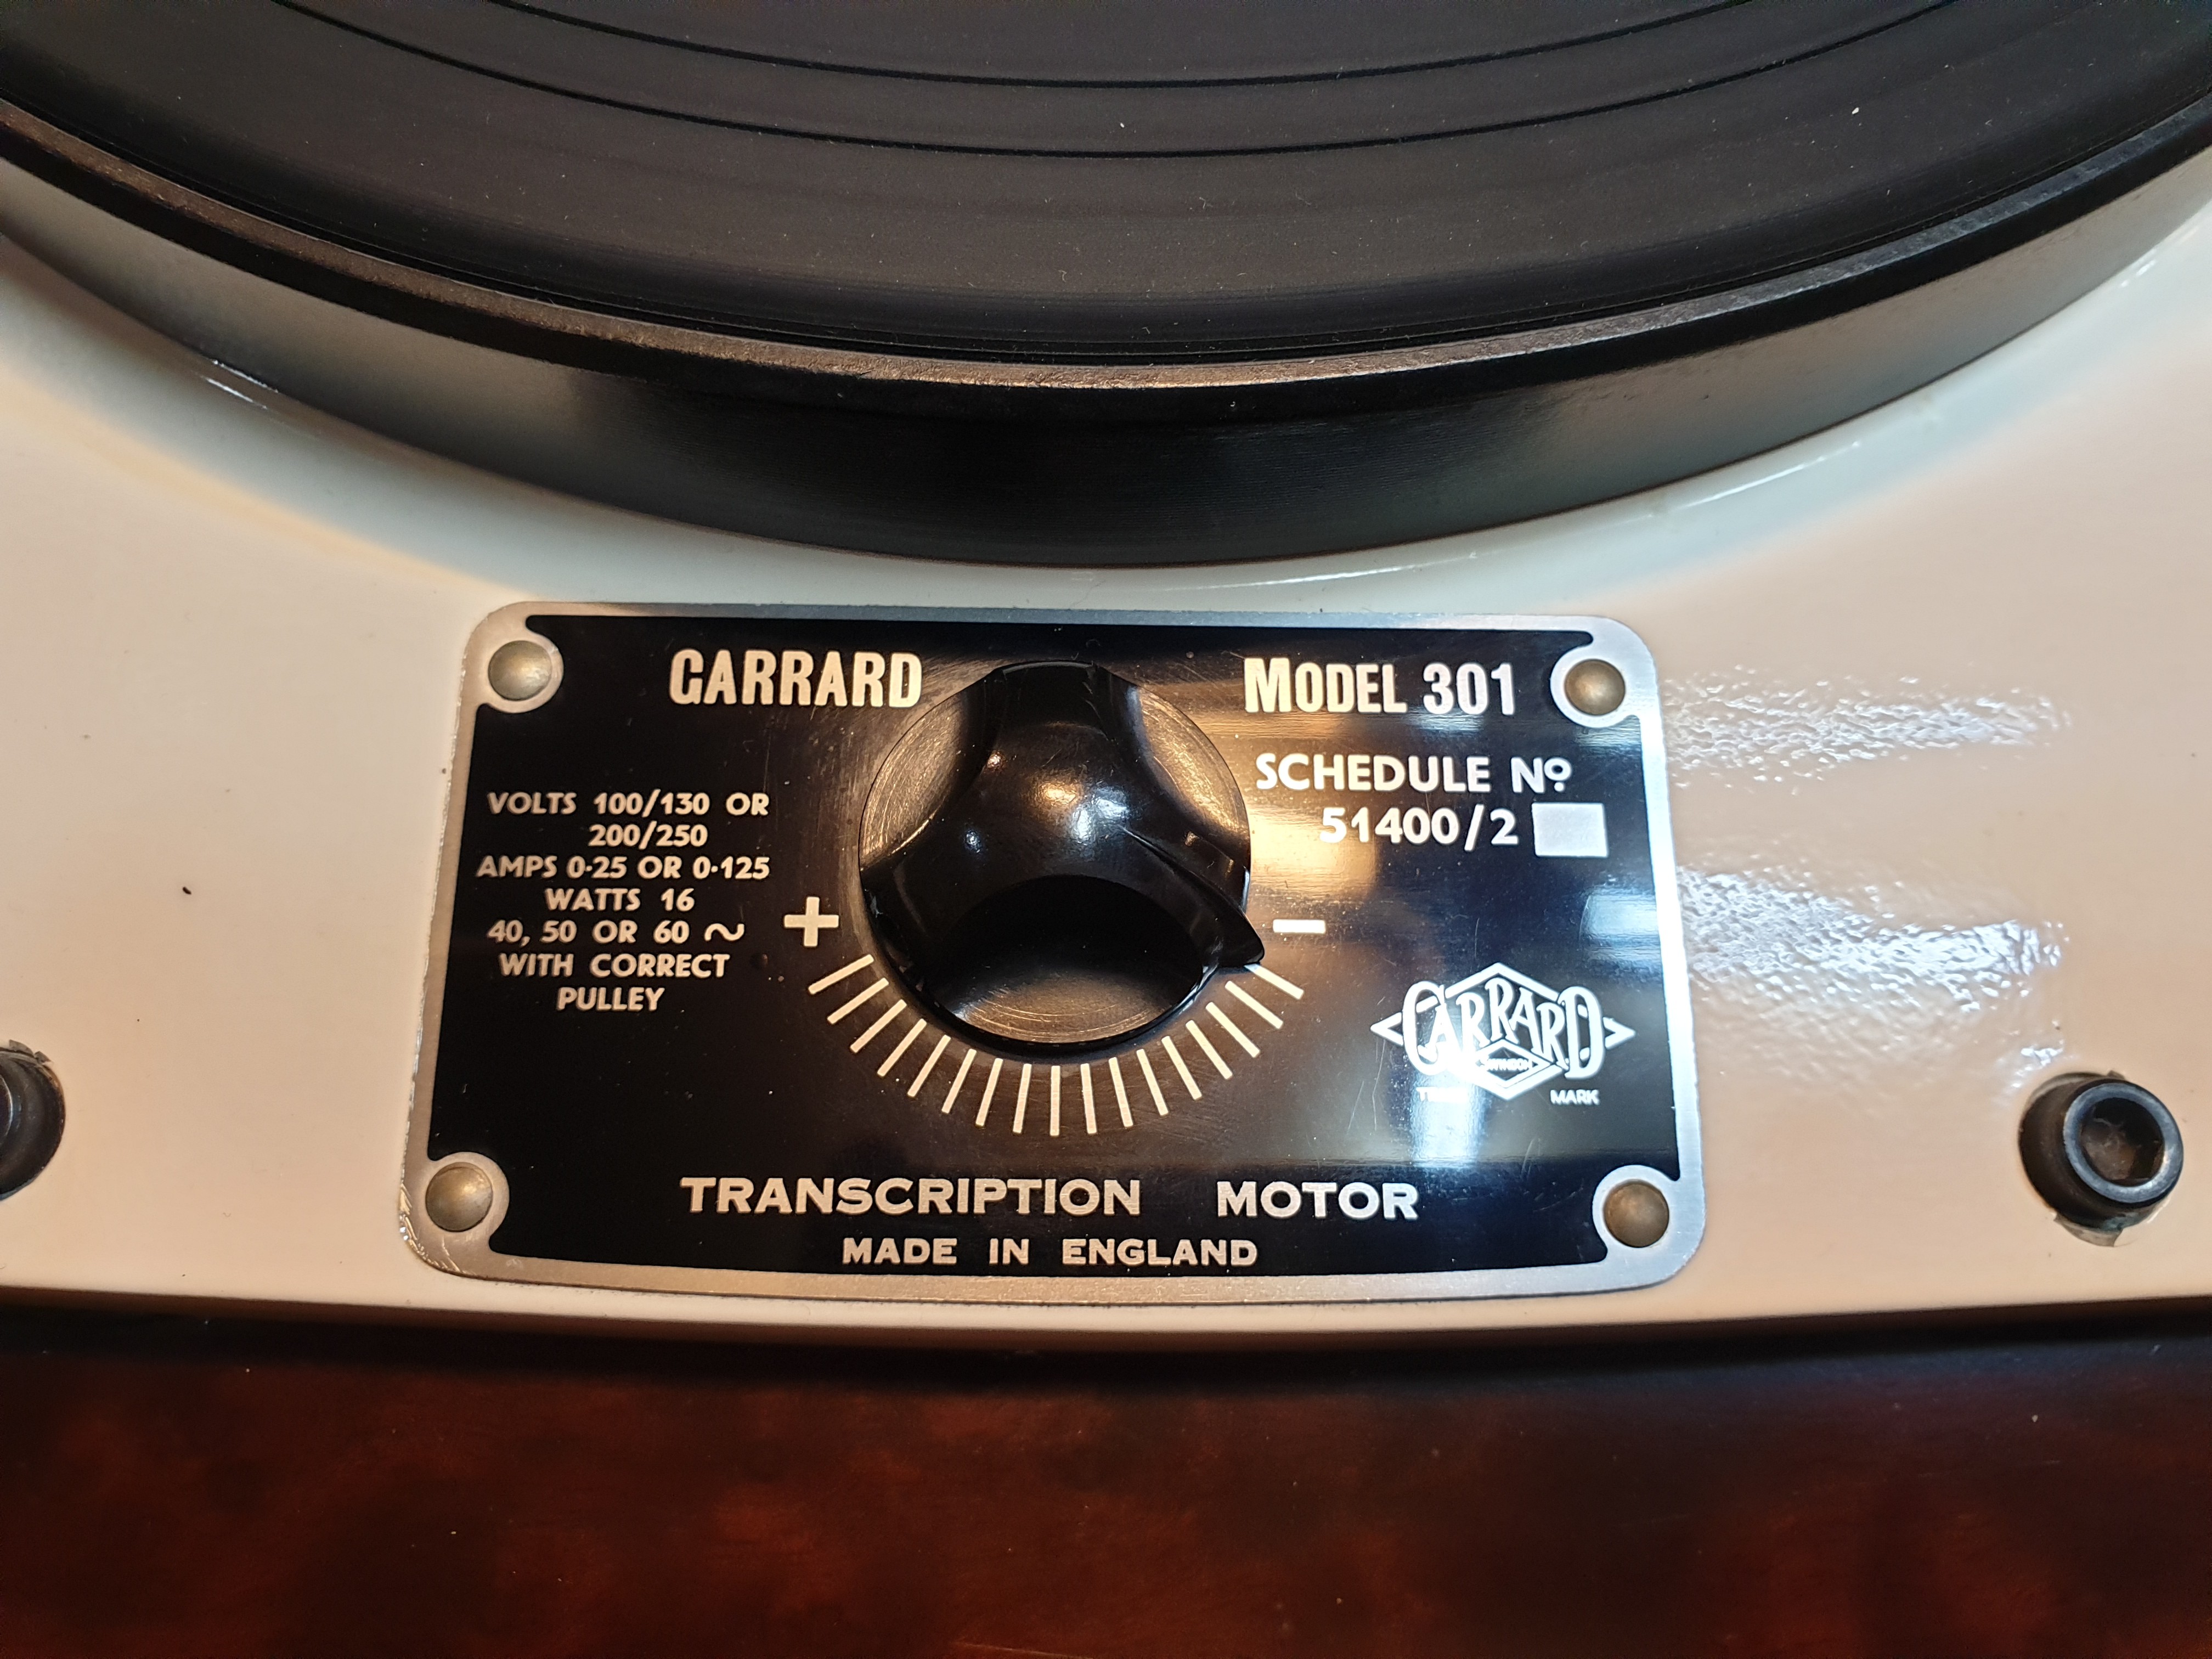 GARRARD
MODEL 301
SCHEDULE Nº
51400/2
VOLTS 100/130 OR
200/250
AMPS 0·25 OR 0·125
WATTS 16
40, 50 OR 60 ~
WITH CORRECT
PULLEY
+
−
GARRARD
MARK
TRANSCRIPTION MOTOR
MADE IN ENGLAND